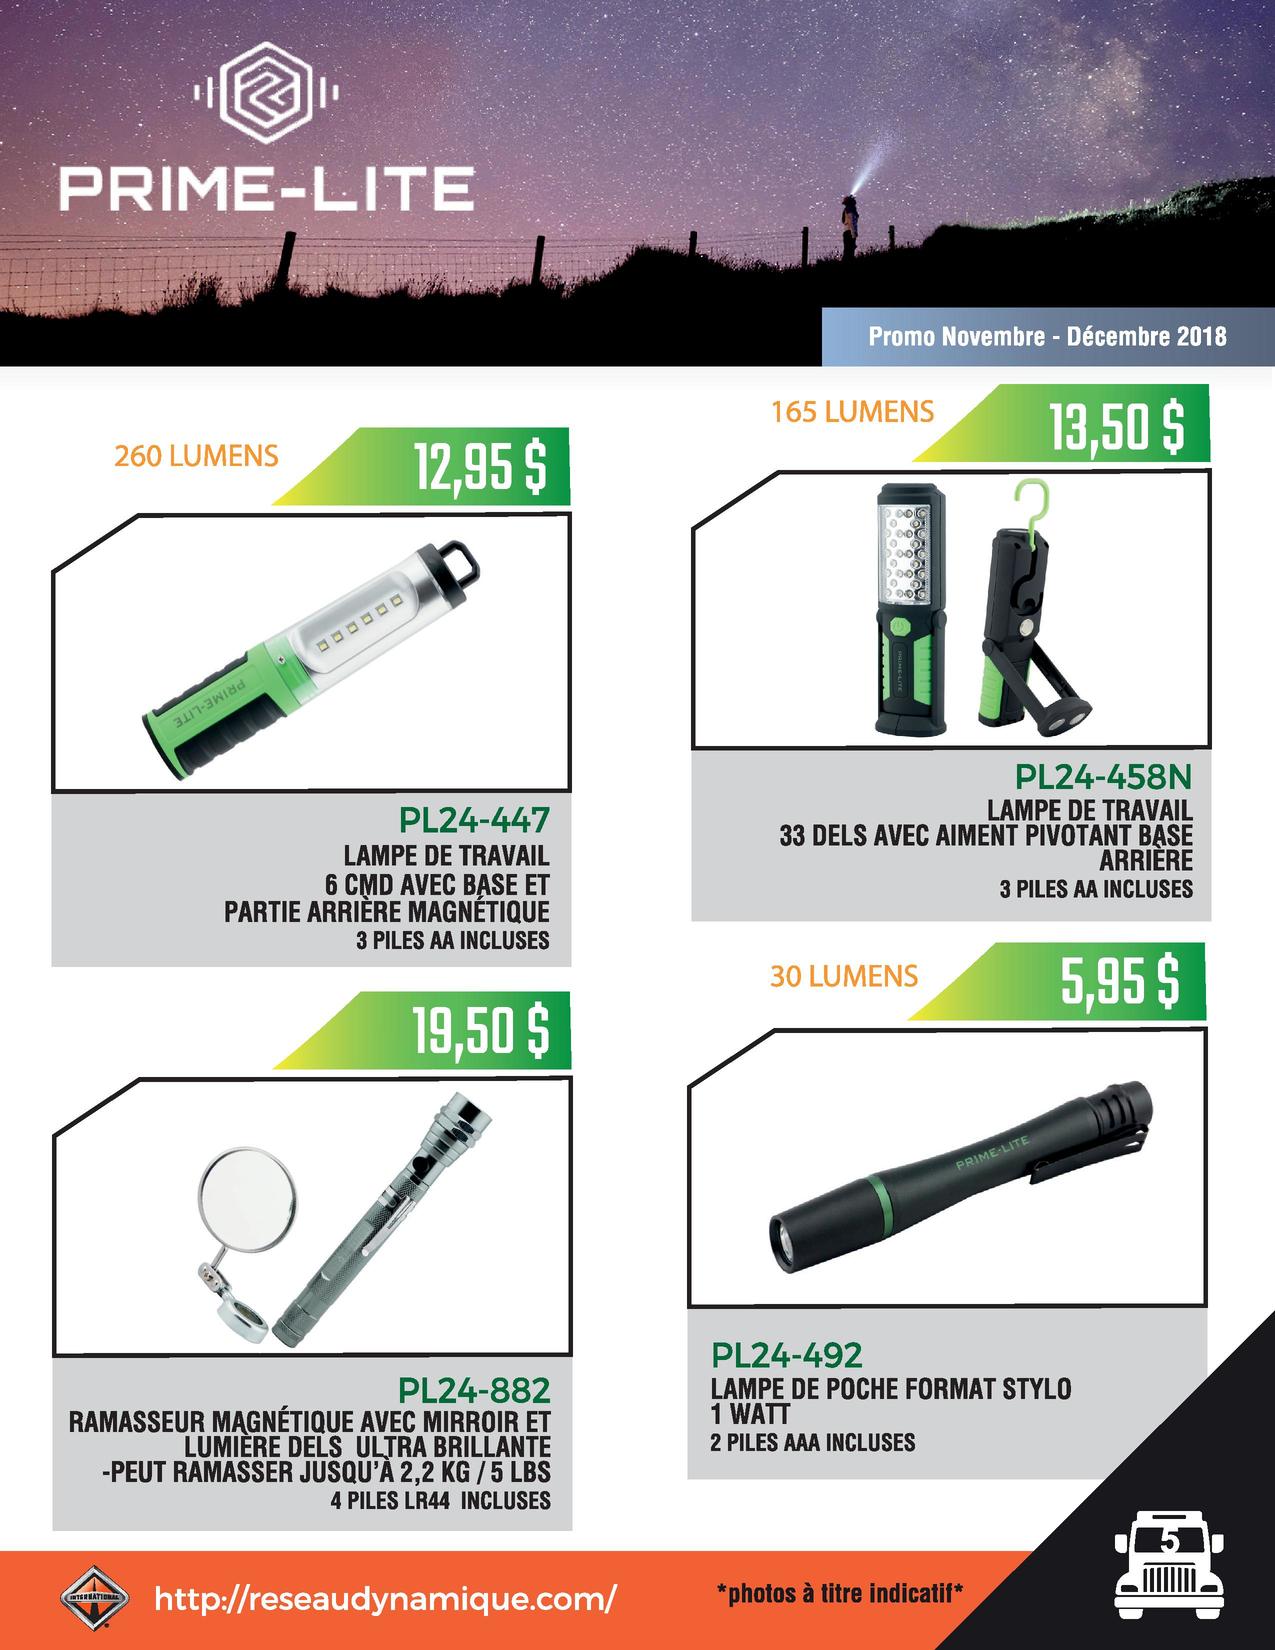 PRIME-LITE
Promo Novembre - Décembre 2018
260 LUMENS
12,95 $
PRIME-LITE
PL24-447
LAMPE DE TRAVAIL
6 CMD AVEC BASE ET
PARTIE ARRIÈRE MAGNÉTIQUE
3 PILES AA INCLUSES
165 LUMENS
13,50 $
PRIME-LITE
PL24-458N
LAMPE DE TRAVAIL
33 DELS AVEC AIMENT PIVOTANT BASE
ARRIÈRE
3 PILES AA INCLUSES
19,50 $
PL24-882
RAMASSEUR MAGNÉTIQUE AVEC MIRROIR ET
LUMIÈRE DELS ULTRA BRILLANTE
-PEUT RAMASSER JUSQU'À 2,2 KG / 5 LBS
4 PILES LR44 INCLUSES
30 LUMENS
5,95 $
PRIME-LITE
PL24-492
LAMPE DE POCHE FORMAT STYLO
1 WATT
2 PILES AAA INCLUSES
INTERNATIONAL
http://reseaudynamique.com/
*photos à titre indicatif*
5